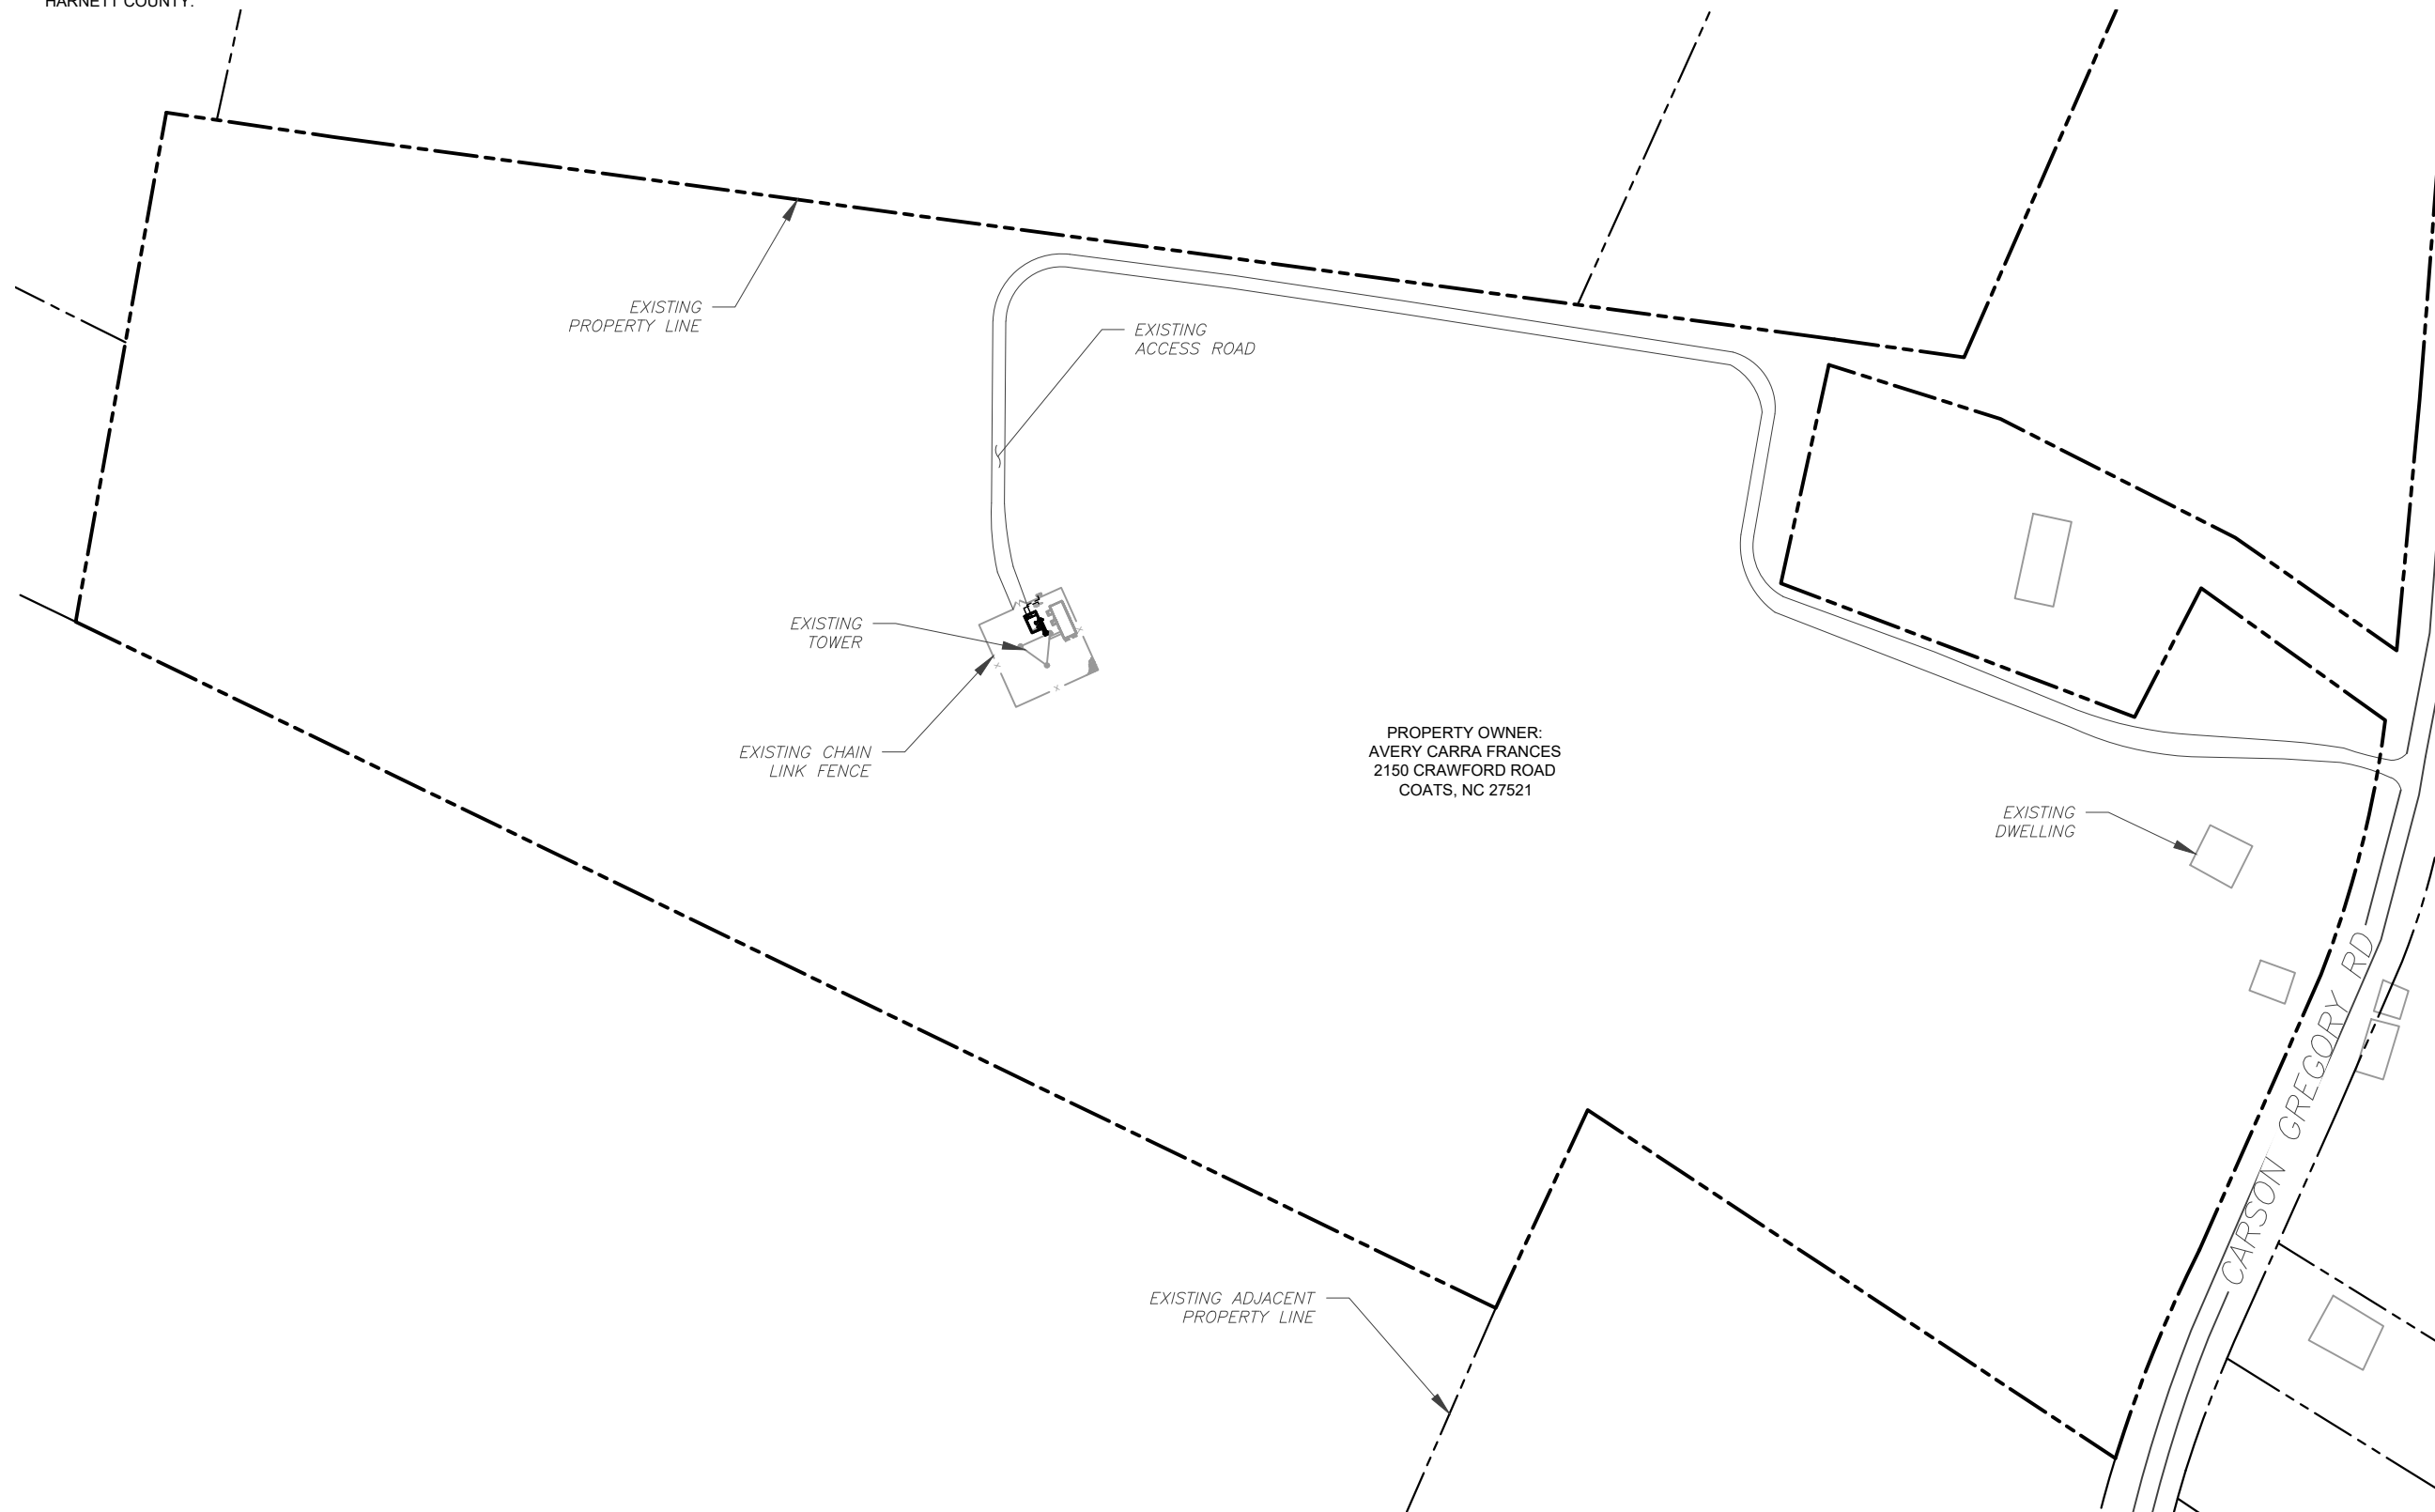 HARNETT COUNTY.
EXISTING
PROPERTY LINE
EXISTING
ACCESS ROAD
EXISTING
TOWER
EXISTING CHAIN
LINK FENCE
PROPERTY OWNER:
AVERY CARRA FRANCES
2150 CRAWFORD ROAD
COATS, NC 27521
EXISTING
DWELLING
CARSON GREGORY RD
EXISTING ADJACENT
PROPERTY LINE